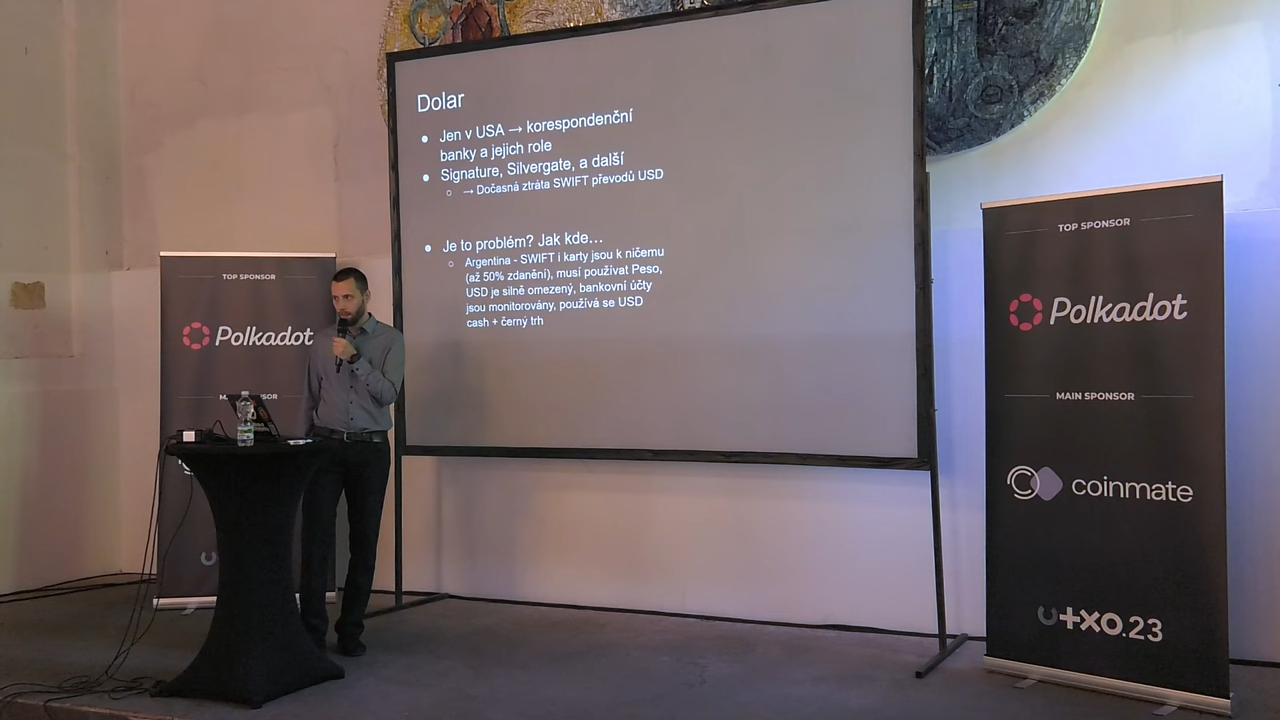 Dolar
● Jen v USA → korespondenční
banky a jejich role
● Signature, Silvergate, a další
○ → Dočasná ztráta SWIFT převodů USD
● Je to problém? Jak kde…
○ Argentina - SWIFT i karty jsou k ničemu
(až 50% zdanění), musí používat Peso,
USD je silně omezený, bankovní účty
jsou monitorovány, používá se USD
cash + černý trh
TOP SPONSOR
Polkadot
TOP SPONSOR
Polkadot
MAIN SPONSOR
coinmate
utxo.23